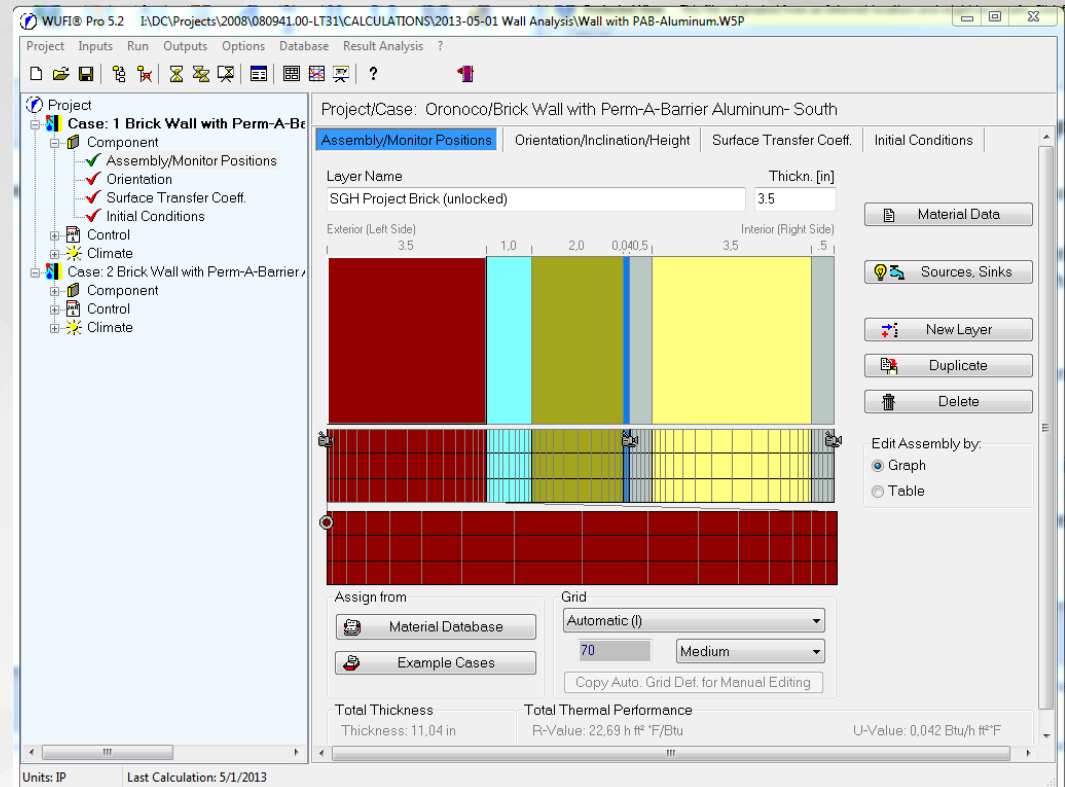 WUFI® Pro 5.2 I:\DC\Projects\2008\080941.00-LT31\CALCULATIONS\2013-05-01 Wall Analysis\Wall with PAB-Aluminum.W5P
Project Inputs Run Outputs Options Database Result Analysis ?
?
Project
Case: 1 Brick Wall with Perm-A-Ba
Component
Assembly/Monitor Positions
Orientation
Surface Transfer Coeff.
Initial Conditions
Control
Climate
Case: 2 Brick Wall with Perm-A-Barrier
Component
Control
Climate
Project/Case: Oronoco/Brick Wall with Perm-A-Barrier Aluminum- South
Assembly/Monitor Positions Orientation/Inclination/Height Surface Transfer Coeff. Initial Conditions
Layer Name Thickn. [in]
SGH Project Brick (unlocked) 3.5
Exterior (Left Side) Interior (Right Side)
3.5 1,0 2,0 0,040,5 3,5 .5
Material Data
Sources, Sinks
New Layer
Duplicate
Delete
Edit Assembly by:
Graph
Table
Assign from
Material Database
Example Cases
Grid
Automatic (I)
70 Medium
Copy Auto. Grid Def. for Manual Editing
Total Thickness
Thickness: 11,04 in
Total Thermal Performance
R-Value: 22,69 h ft² °F/Btu U-Value: 0,042 Btu/h ft²°F
Units: IP Last Calculation: 5/1/2013